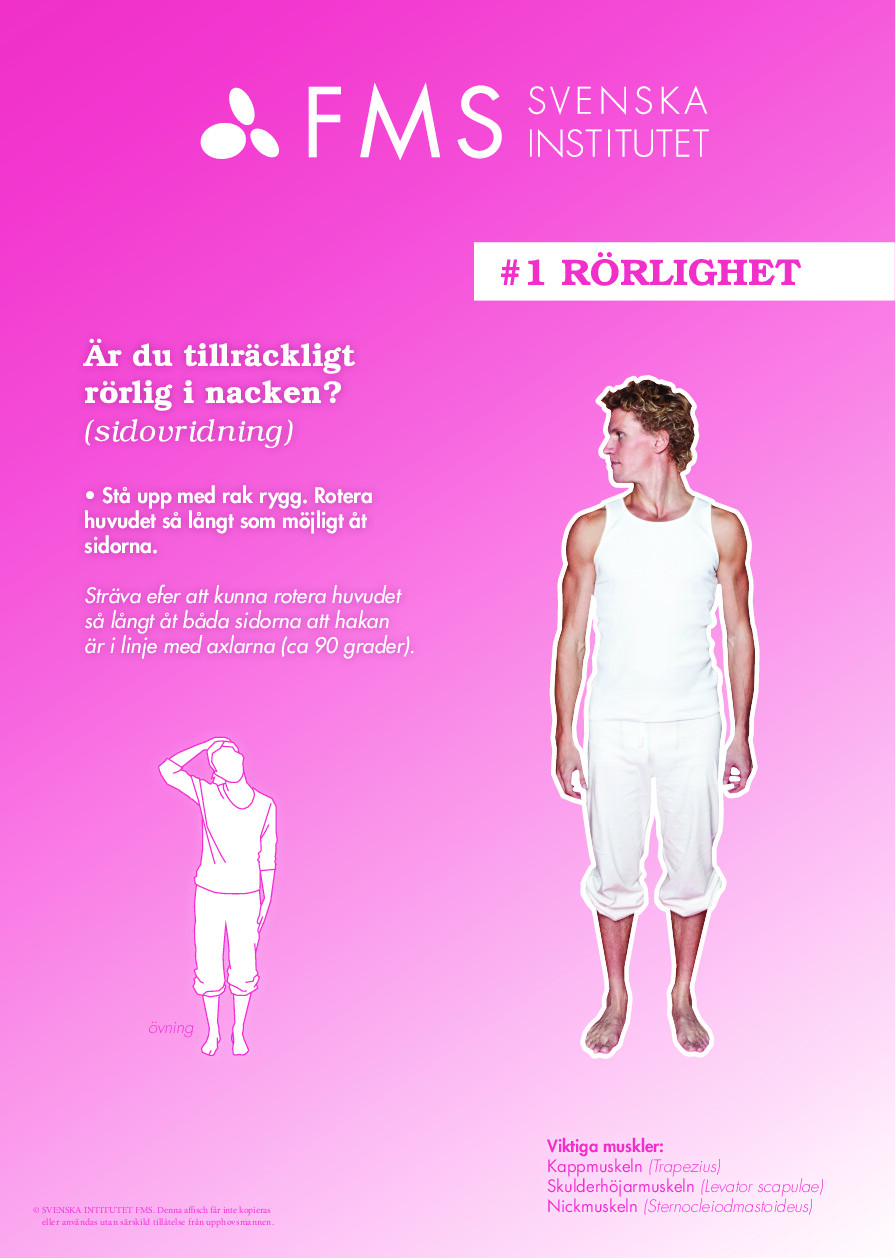 FMS SVENSKA
INSTITUTET
#1 RÖRLIGHET
Är du tillräckligt
rörlig i nacken?
(sidovridning)
• Stå upp med rak rygg. Rotera
huvudet så långt som möjligt åt
sidorna.
Sträva efer att kunna rotera huvudet
så långt åt båda sidorna att hakan
är i linje med axlarna (ca 90 grader).
övning
Viktiga muskler:
Kappmuskeln (Trapezius)
Skulderhöjarmuskeln (Levator scapulae)
Nickmuskeln (Sternocleiodmastoideus)
© SVENSKA INTITUTET FMS. Denna affisch får inte kopieras
eller användas utan särskild tillåtelse från upphovsmannen.